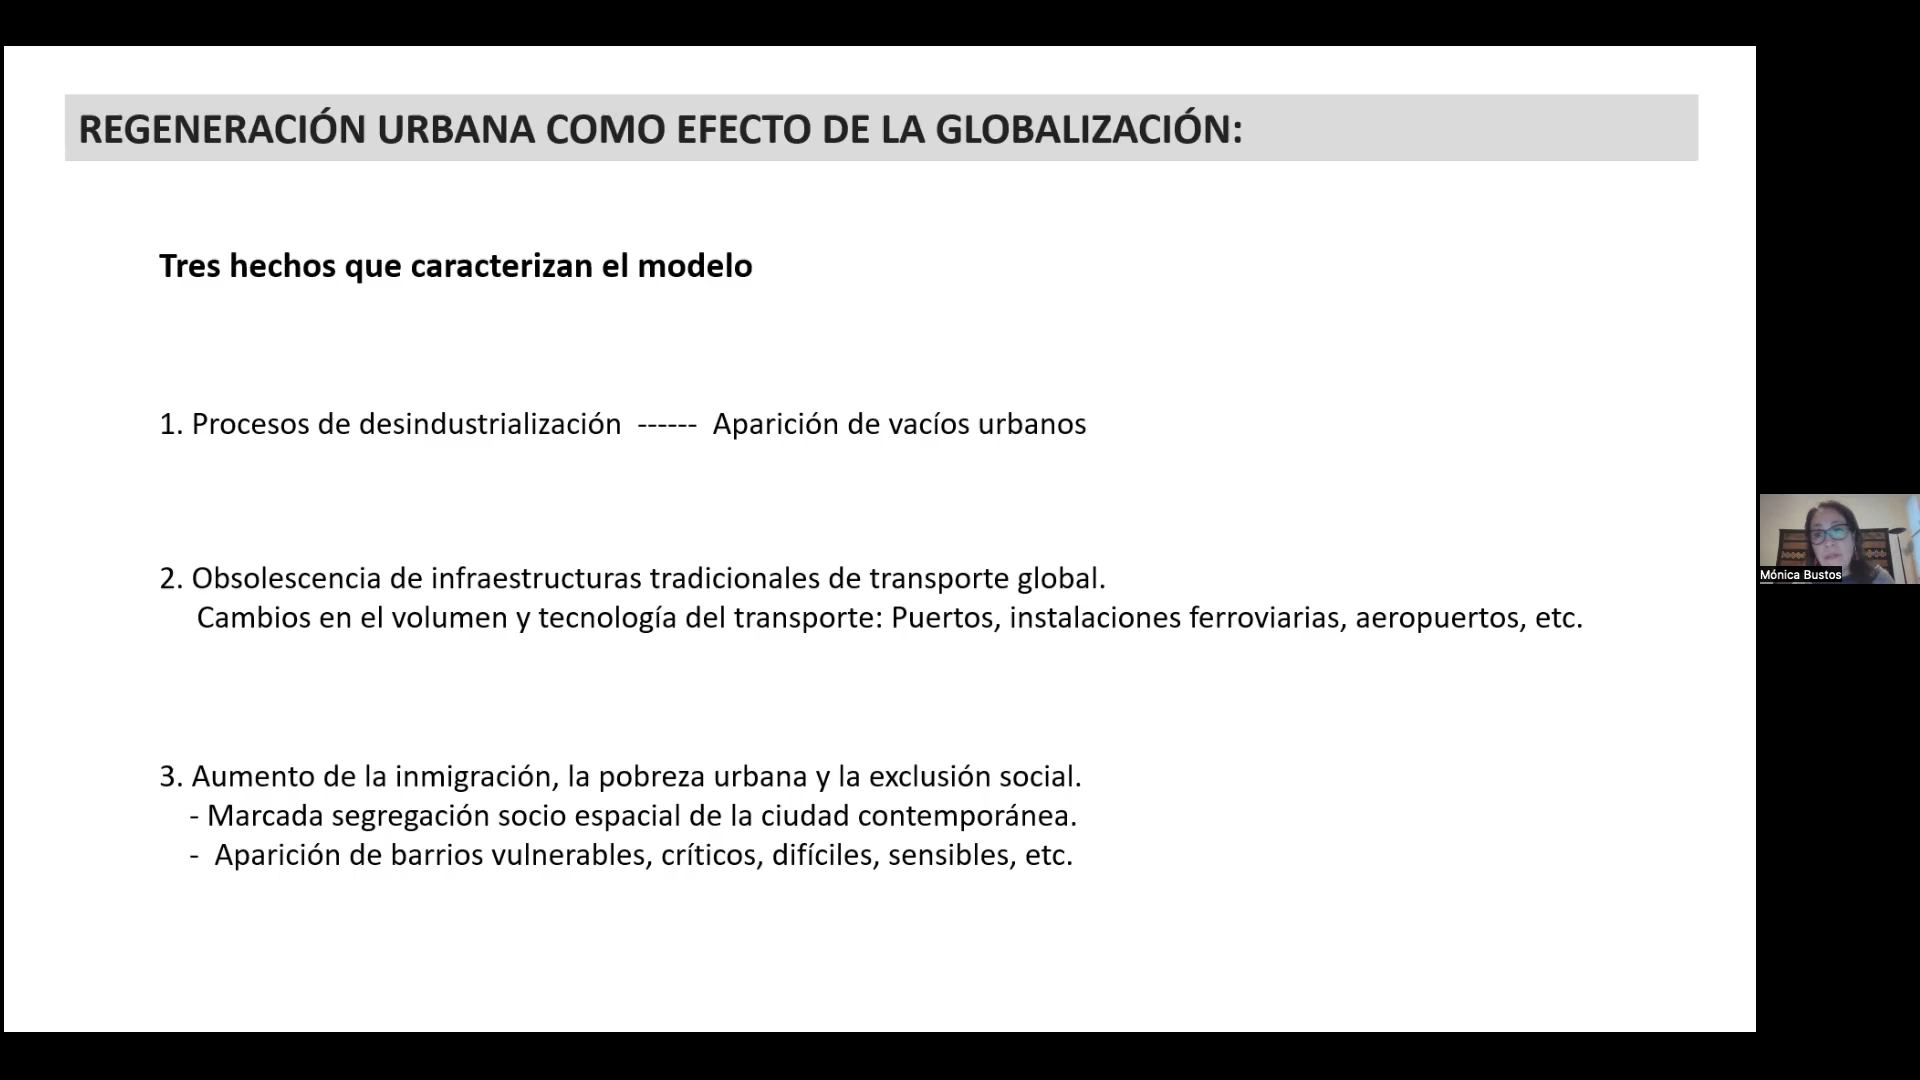 REGENERACIÓN URBANA COMO EFECTO DE LA GLOBALIZACIÓN:
Tres hechos que caracterizan el modelo
1. Procesos de desindustrialización ------ Aparición de vacíos urbanos
2. Obsolescencia de infraestructuras tradicionales de transporte global.
Cambios en el volumen y tecnología del transporte: Puertos, instalaciones ferroviarias, aeropuertos, etc.
3. Aumento de la inmigración, la pobreza urbana y la exclusión social.
- Marcada segregación socio espacial de la ciudad contemporánea.
- Aparición de barrios vulnerables, críticos, difíciles, sensibles, etc.
Mónica Bustos